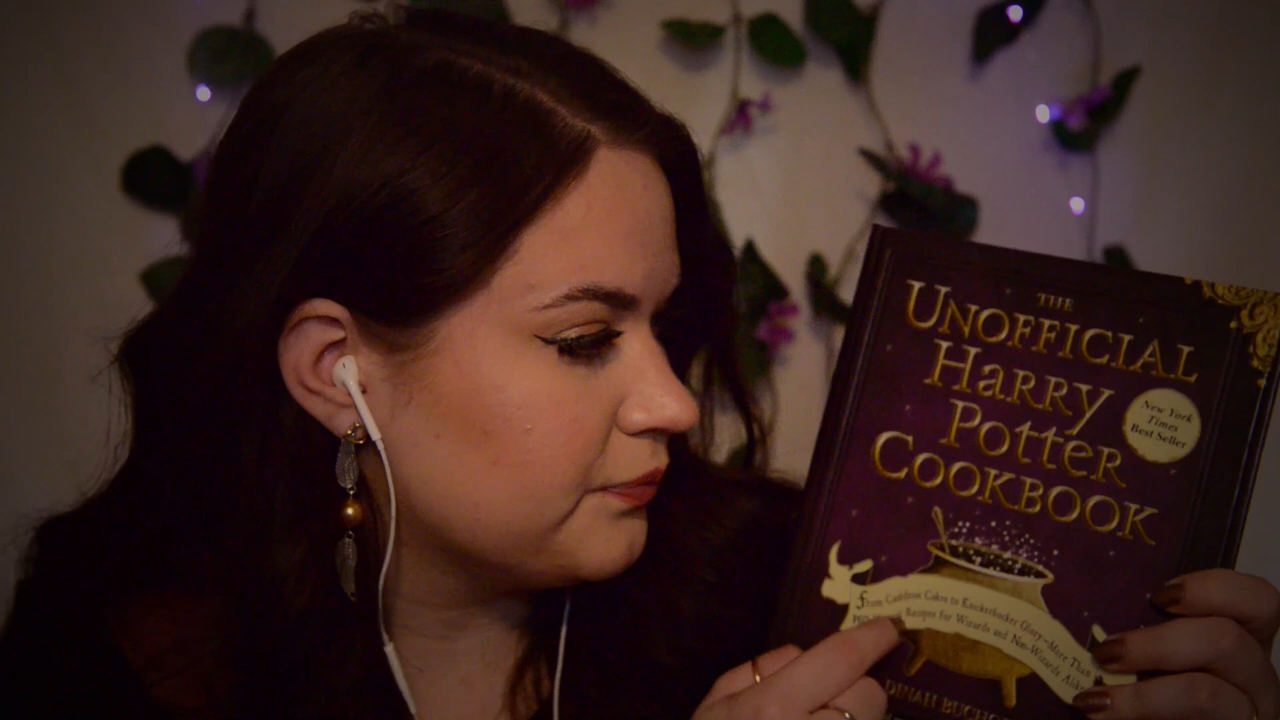 THE
UNOFFICIAL
HARRY
POTTER
COOKBOOK
New York
Times
Best Seller
From Cauldron Cakes to Knickerbocker Glory—More Than
Recipes for Wizards and Non-Wizards Alike
DINAH